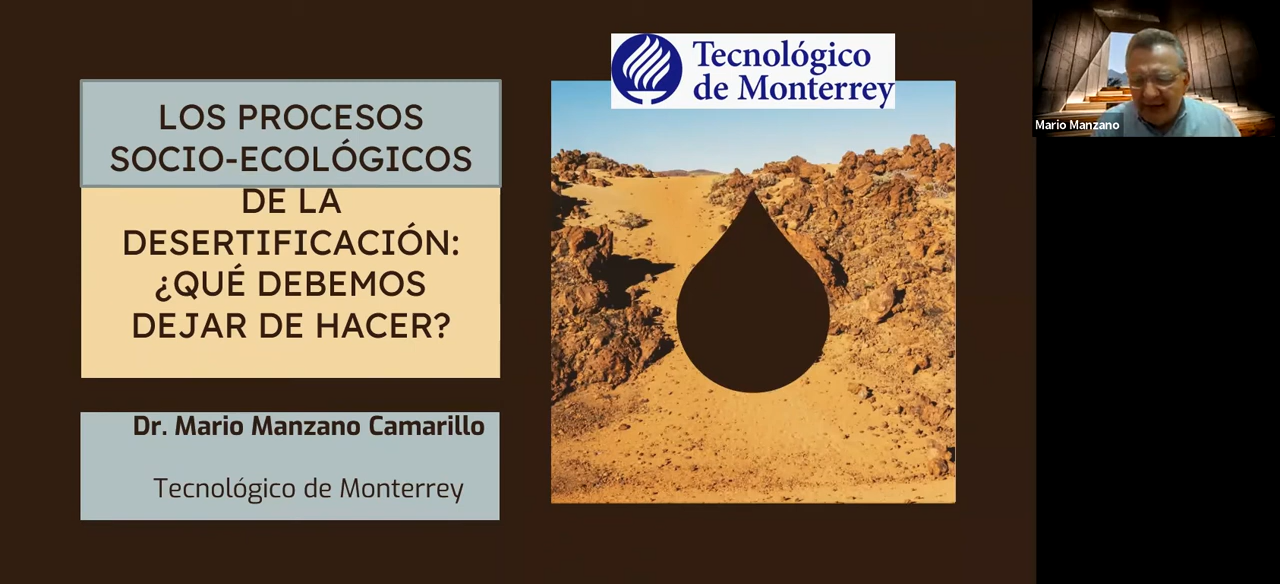 LOS PROCESOS
SOCIO-ECOLÓGICOS
DE LA
DESERTIFICACIÓN:
¿QUÉ DEBEMOS
DEJAR DE HACER?
Dr. Mario Manzano Camarillo
Tecnológico de Monterrey
Tecnológico
de Monterrey
Mario Manzano